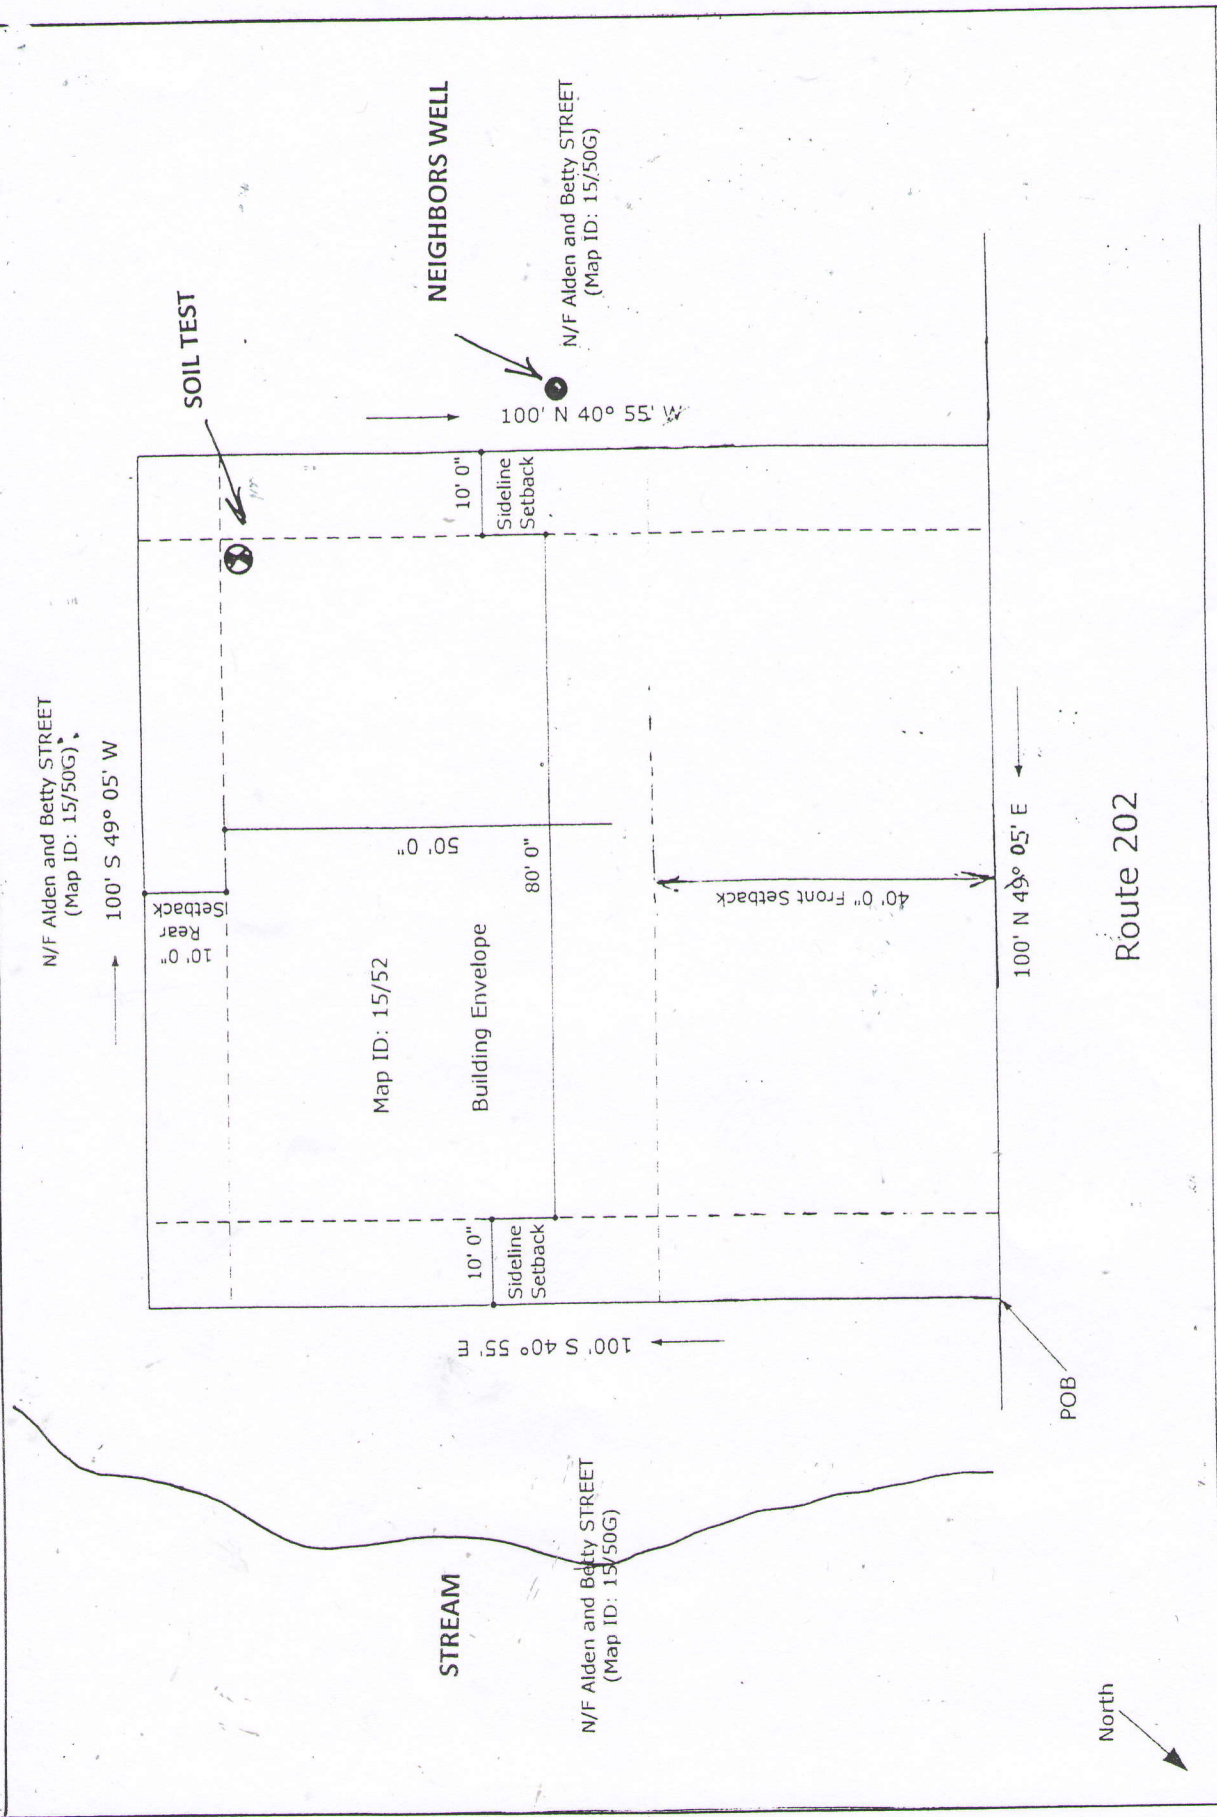 N/F Alden and Betty STREET
(Map ID: 15/50G)
100' S 49° 05' W
SOIL TEST
NEIGHBORS WELL
N/F Alden and Betty STREET
(Map ID: 15/50G)
100' N 40° 55' W
10' 0"
Rear
Setback
10' 0"
Sideline
Setback
50' 0"
80' 0"
Map ID: 15/52
Building Envelope
40' 0" Front Setback
10' 0"
Sideline
Setback
100' S 40° 55' E
100' N 49° 05' E
Route 202
POB
STREAM
N/F Alden and Betty STREET
(Map ID: 15/50G)
North